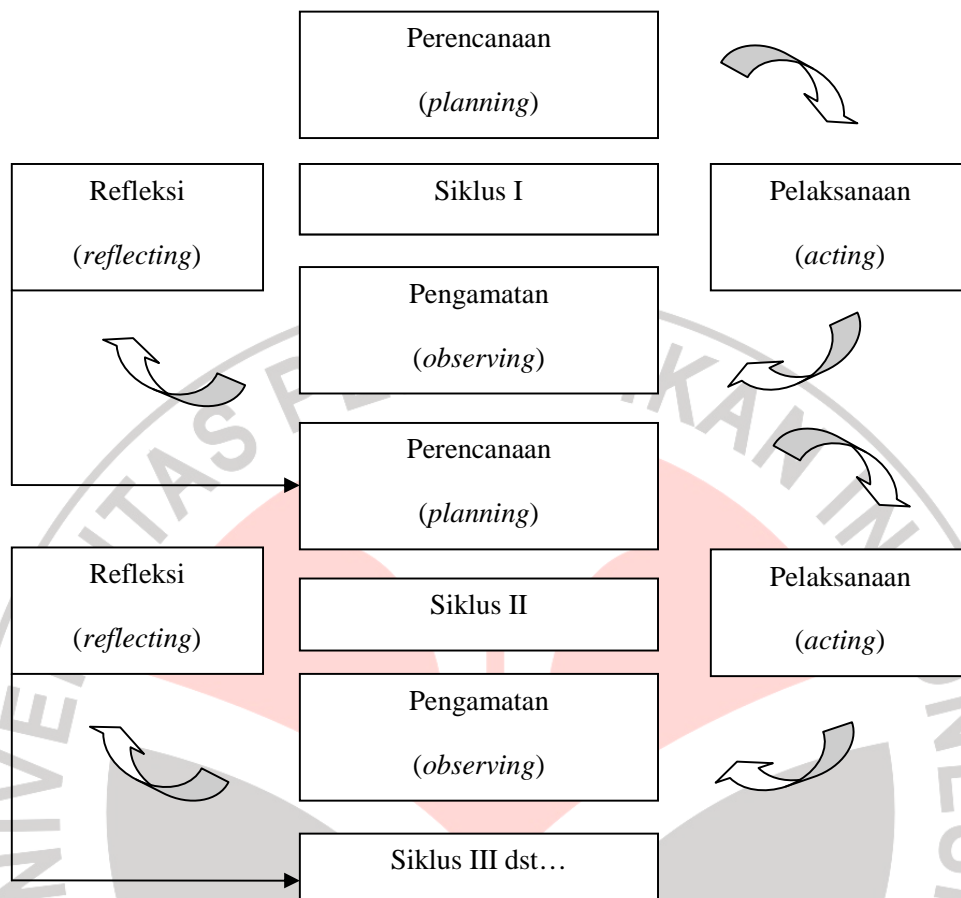 Perencanaan
(planning)
Refleksi
(reflecting)
Siklus I
Pelaksanaan
(acting)
Pengamatan
(observing)
Perencanaan
(planning)
Refleksi
(reflecting)
Siklus II
Pelaksanaan
(acting)
Pengamatan
(observing)
Siklus III dst…